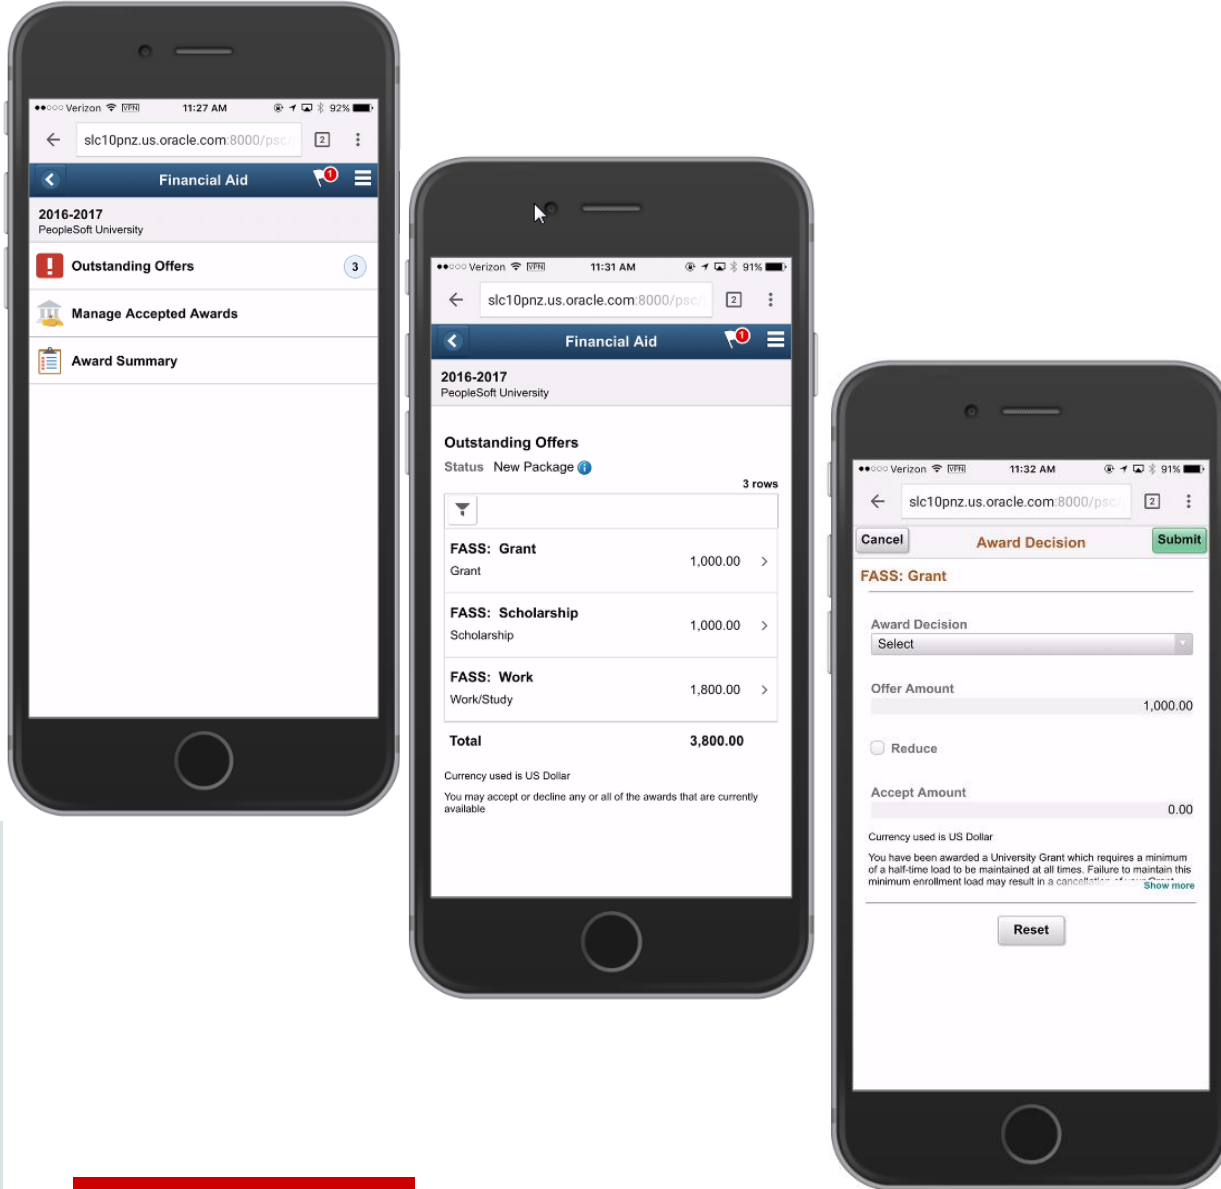 Verizon VPN 11:27 AM 92%
slc10pnz.us.oracle.com:8000/psc/ 2
Financial Aid 1
2016-2017
PeopleSoft University
Outstanding Offers 3
Manage Accepted Awards
Award Summary
Verizon VPN 11:31 AM 91%
slc10pnz.us.oracle.com:8000/psc/ 2
Financial Aid 1
2016-2017
PeopleSoft University
Outstanding Offers
Status New Package
3 rows
FASS: Grant
1,000.00
Grant
FASS: Scholarship
1,000.00
Scholarship
FASS: Work
1,800.00
Work/Study
Total 3,800.00
Currency used is US Dollar
You may accept or decline any or all of the awards that are currently
available
Verizon VPN 11:32 AM 91%
slc10pnz.us.oracle.com:8000/psc/ 2
Cancel Award Decision Submit
FASS: Grant
Award Decision
Select
Offer Amount
1,000.00
Reduce
Accept Amount
0.00
Currency used is US Dollar
You have been awarded a University Grant which requires a minimum
of a half-time load to be maintained at all times. Failure to maintain this
minimum enrollment load may result in a cancellation of your Grant
Show more
Reset